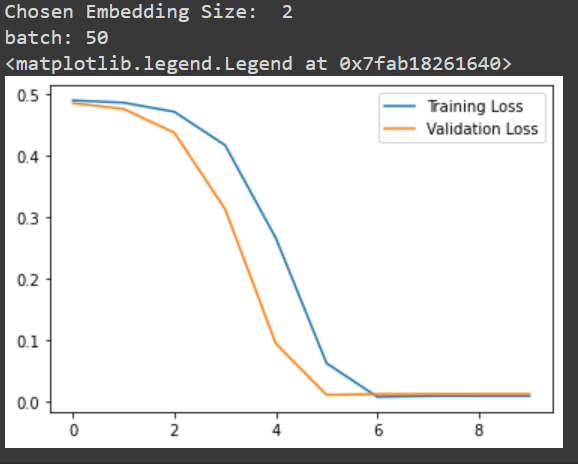 Chosen Embedding Size:  2
batch: 50
<matplotlib.legend.Legend at 0x7fab18261640>
Training Loss
Validation Loss
0.5
0.4
0.3
0.2
0.1
0.0
0 2 4 6 8